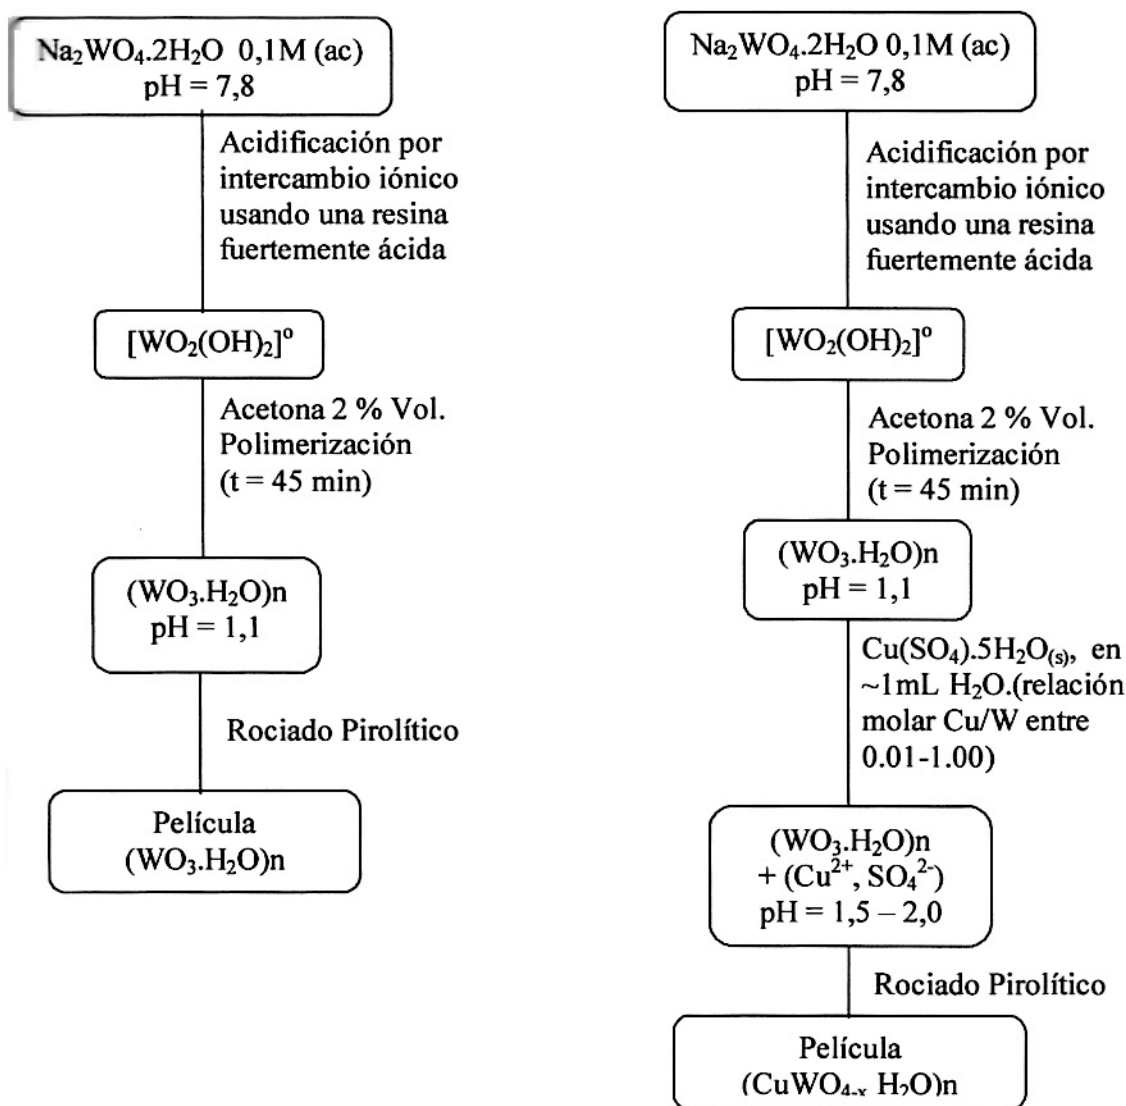 Na₂WO₄.2H₂O 0,1M (ac)
pH = 7,8
Acidificación por
intercambio iónico
usando una resina
fuertemente ácida
[WO₂(OH)₂]º
Acetona 2 % Vol.
Polimerización
(t = 45 min)
(WO₃.H₂O)n
pH = 1,1
Rociado Pirolítico
Película
(WO₃.H₂O)n
Na₂WO₄.2H₂O 0,1M (ac)
pH = 7,8
Acidificación por
intercambio iónico
usando una resina
fuertemente ácida
[WO₂(OH)₂]º
Acetona 2 % Vol.
Polimerización
(t = 45 min)
(WO₃.H₂O)n
pH = 1,1
Cu(SO₄).5H₂O₍ₛ₎, en
~1mL H₂O.(relación
molar Cu/W entre
0.01-1.00)
(WO₃.H₂O)n
+ (Cu²⁺, SO₄²⁻)
pH = 1,5 – 2,0
Rociado Pirolítico
Película
(CuWO₄₋ₓ H₂O)n